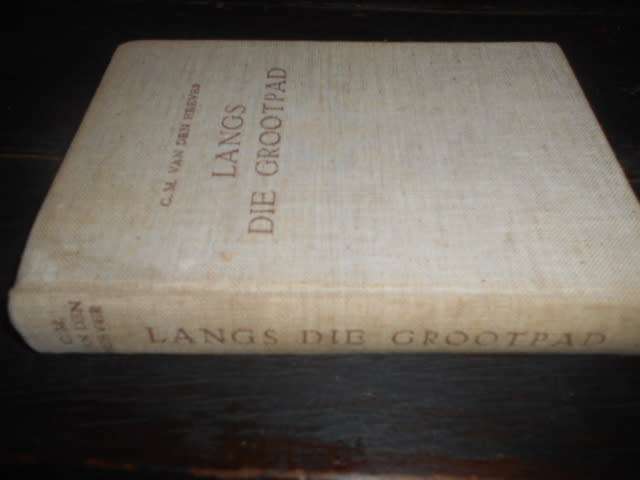 C.M. VAN DEN HEEVER
LANGS
DIE GROOTPAD
C.M.
VAN DEN
HEEVER
LANGS DIE GROOTPAD